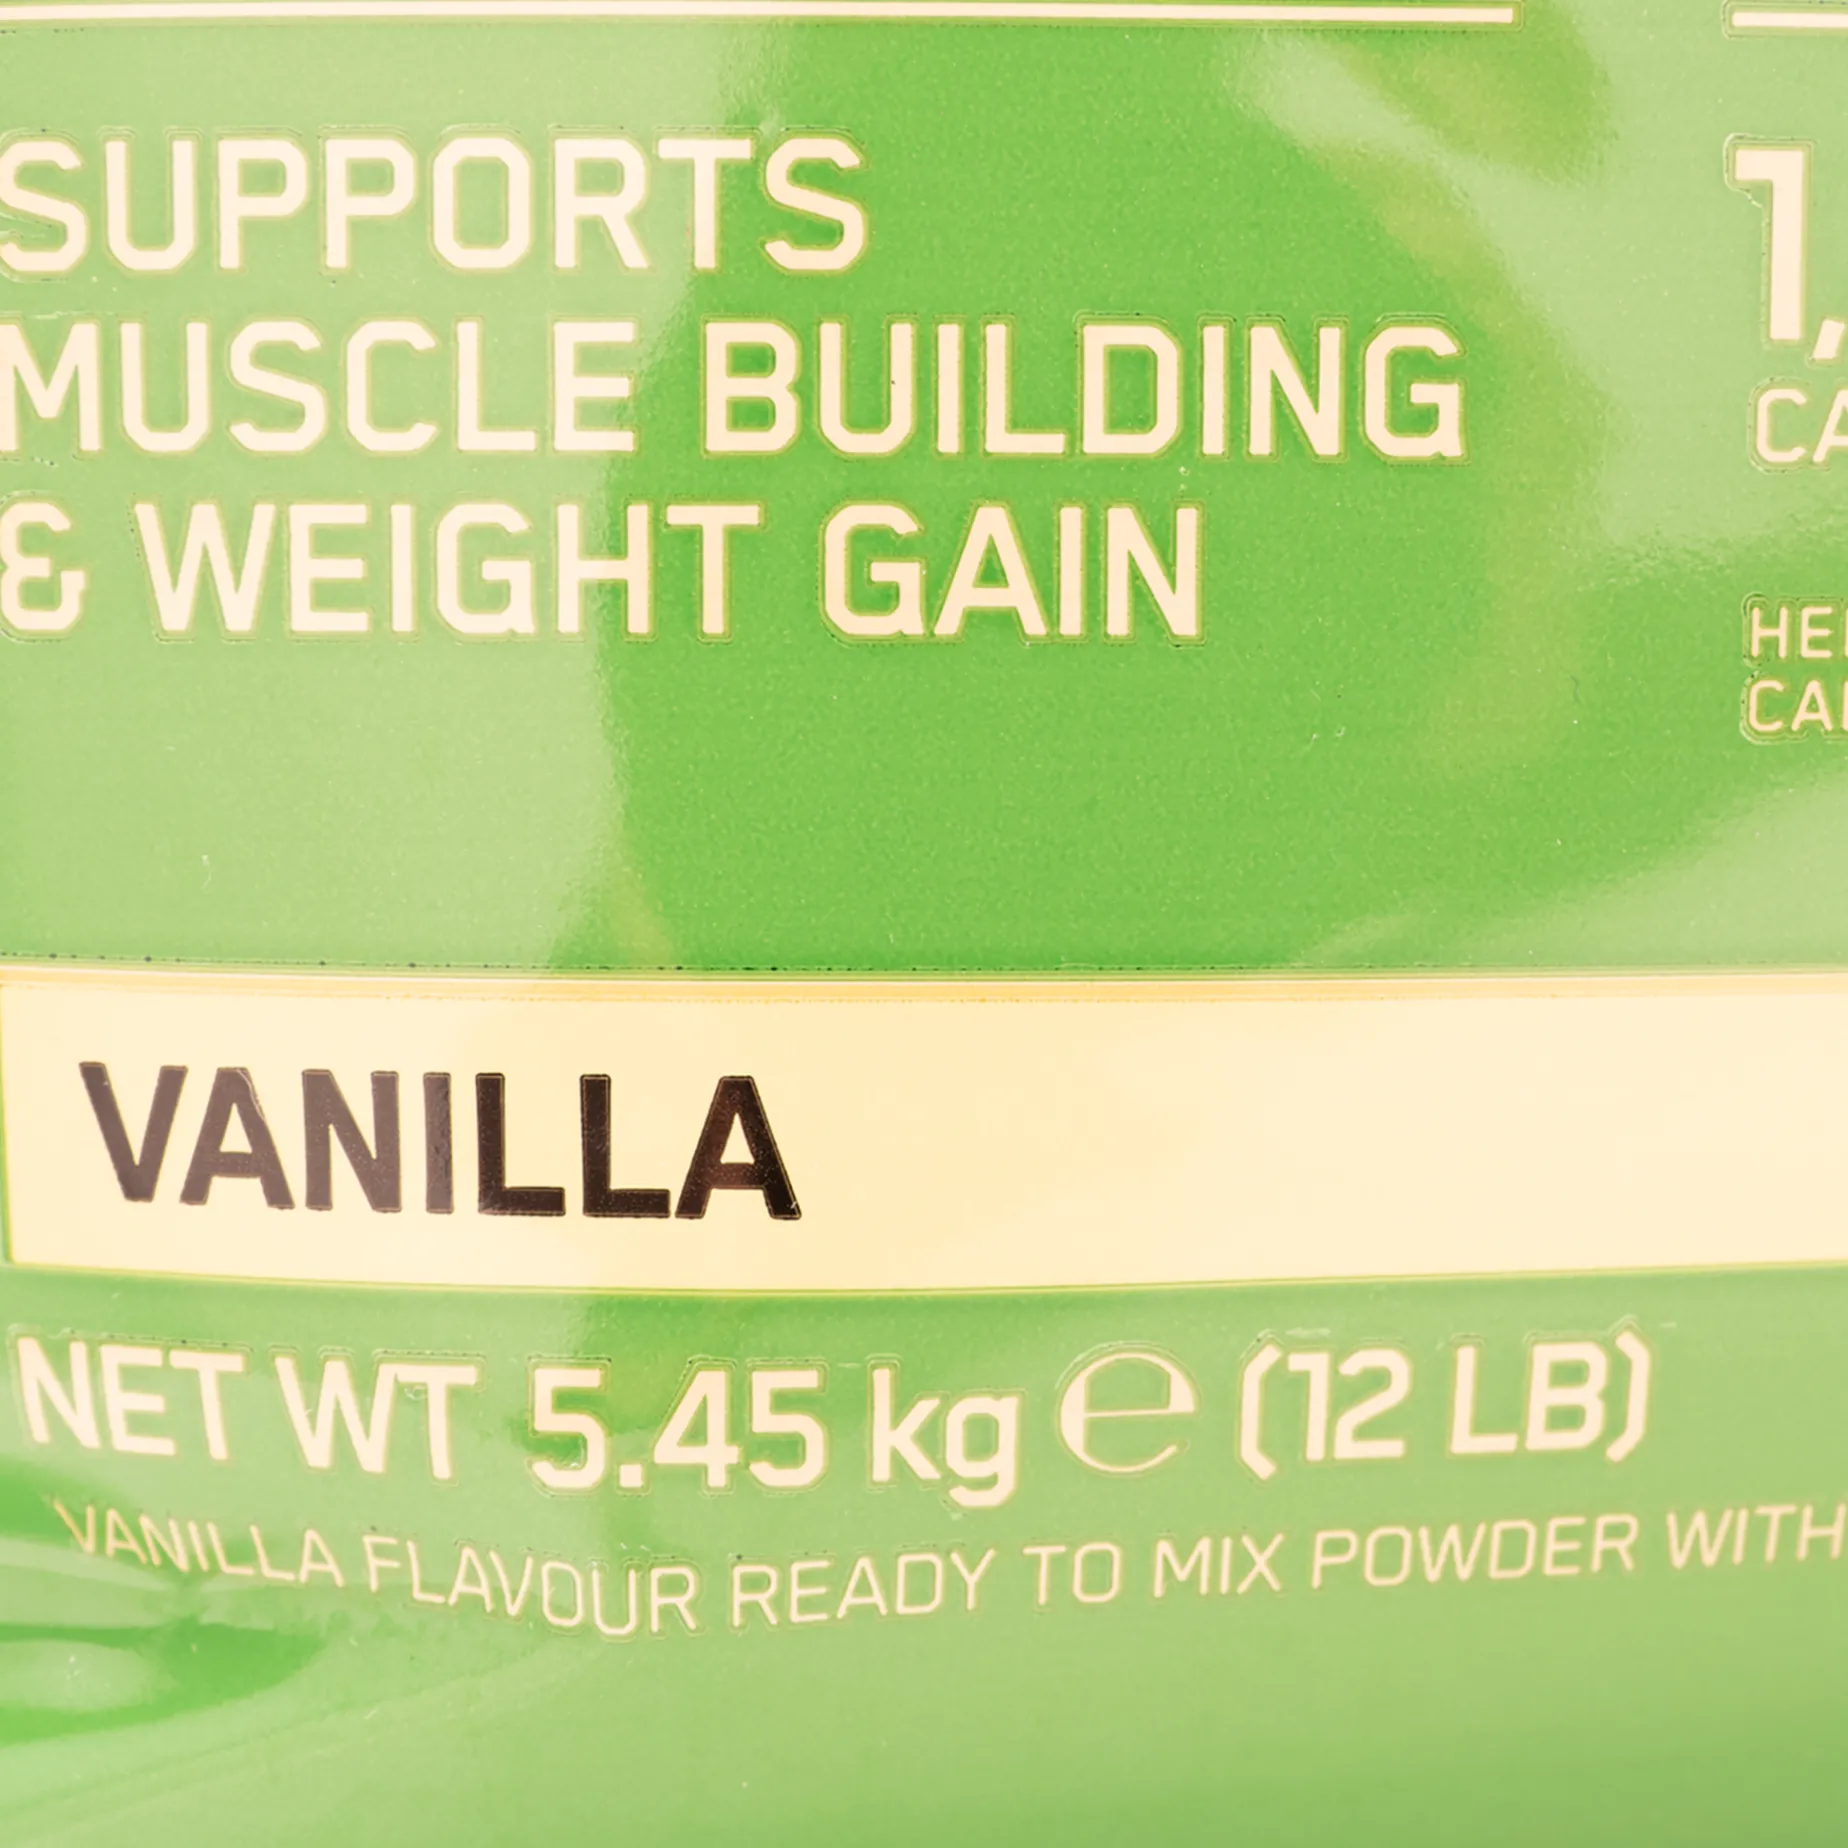 SUPPORTS
MUSCLE BUILDING
& WEIGHT GAIN
1,
VANILLA
NET WT 5.45 kg ℮ (12 LB)
VANILLA FLAVOUR READY TO MIX POWDER WITH